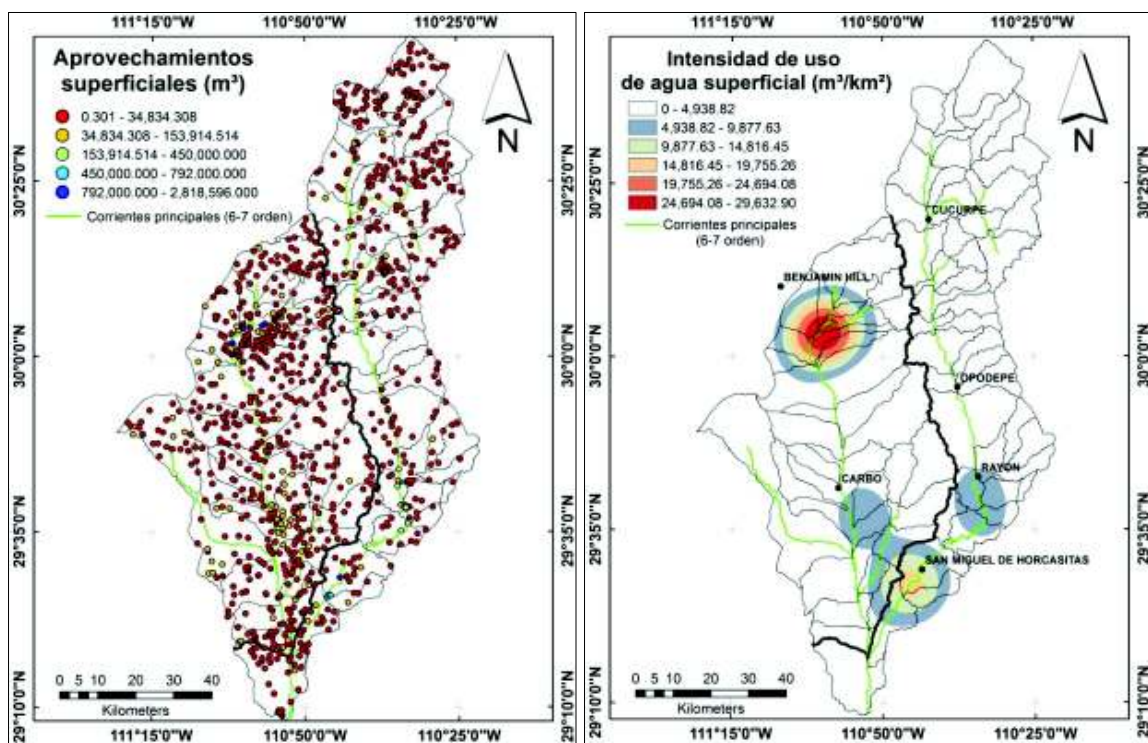 111°15'0"W 110°50'0"W 110°25'0"W
Aprovechamientos
superficiales (m³)
0.301 - 34,834.308
34,834.308 - 153,914.514
153,914.514 - 450,000.000
450,000.000 - 792,000.000
792,000.000 - 2,818,596.000
Corrientes principales (6-7 orden)
N
30°25'0"N
30°0'0"N
29°35'0"N
29°10'0"N
0 5 10 20 30 40
Kilometers
111°15'0"W 110°50'0"W 110°25'0"W
111°15'0"W 110°50'0"W 110°25'0"W
Intensidad de uso
de agua superficial (m³/km²)
0 - 4,938.82
4,938.82 - 9,877.63
9,877.63 - 14,816.45
14,816.45 - 19,755.26
19,755.26 - 24,694.08
24,694.08 - 29,632.90
Corrientes principales
(6-7 orden)
N
30°25'0"N
30°0'0"N
29°35'0"N
29°10'0"N
CUCURPE
BENJAMIN HILL
OPODEPE
RAYON
CARBO
SAN MIGUEL DE HORCASITAS
0 5 10 20 30 40
Kilometers
111°15'0"W 110°50'0"W 110°25'0"W